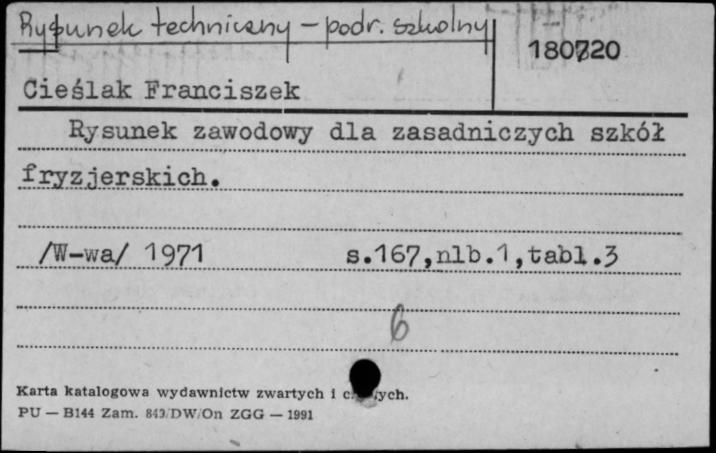 Rysunek techniczny - podr. szkolny
180720
Cieślak Franciszek
Rysunek zawodowy dla zasadniczych szkół
fryzjerskich.
/W-wa/ 1971 s.167,nlb.1,tabl.3
6
Karta katalogowa wydawnictw zwartych i
PU — B144 Zam. 843/DW/On ZGG — 1991